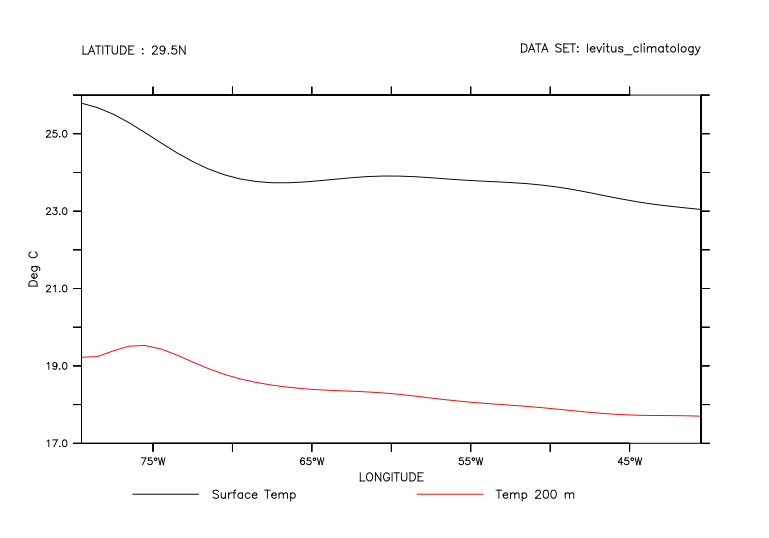 LATITUDE : 29.5N
DATA SET: levitus_climatology
25.0
23.0
21.0
19.0
17.0
Deg C
75°W 65°W 55°W 45°W
LONGITUDE
Surface Temp Temp 200 m